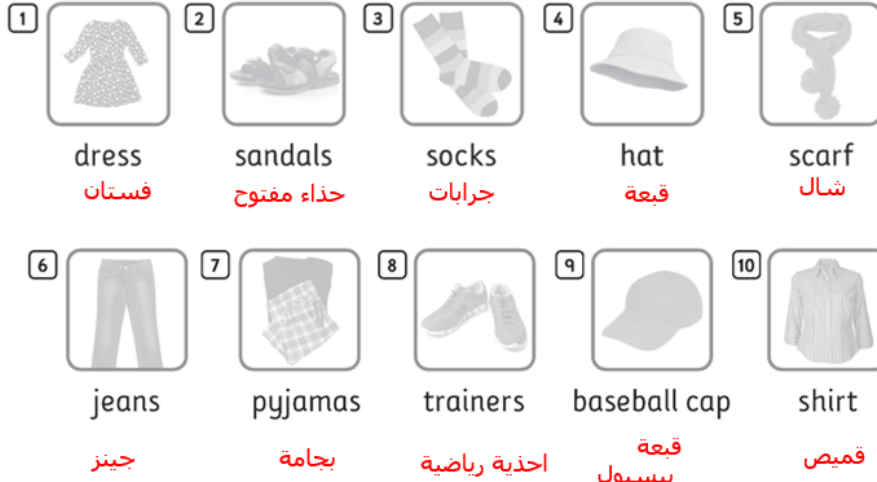 1 2 3 4 5
dress sandals socks hat scarf
فستان حذاء مفتوح جرابات قبعة شال
6 7 8 9 10
jeans pyjamas trainers baseball cap shirt
جينز بجامة احذية رياضية قبعة قميص
بيسبول